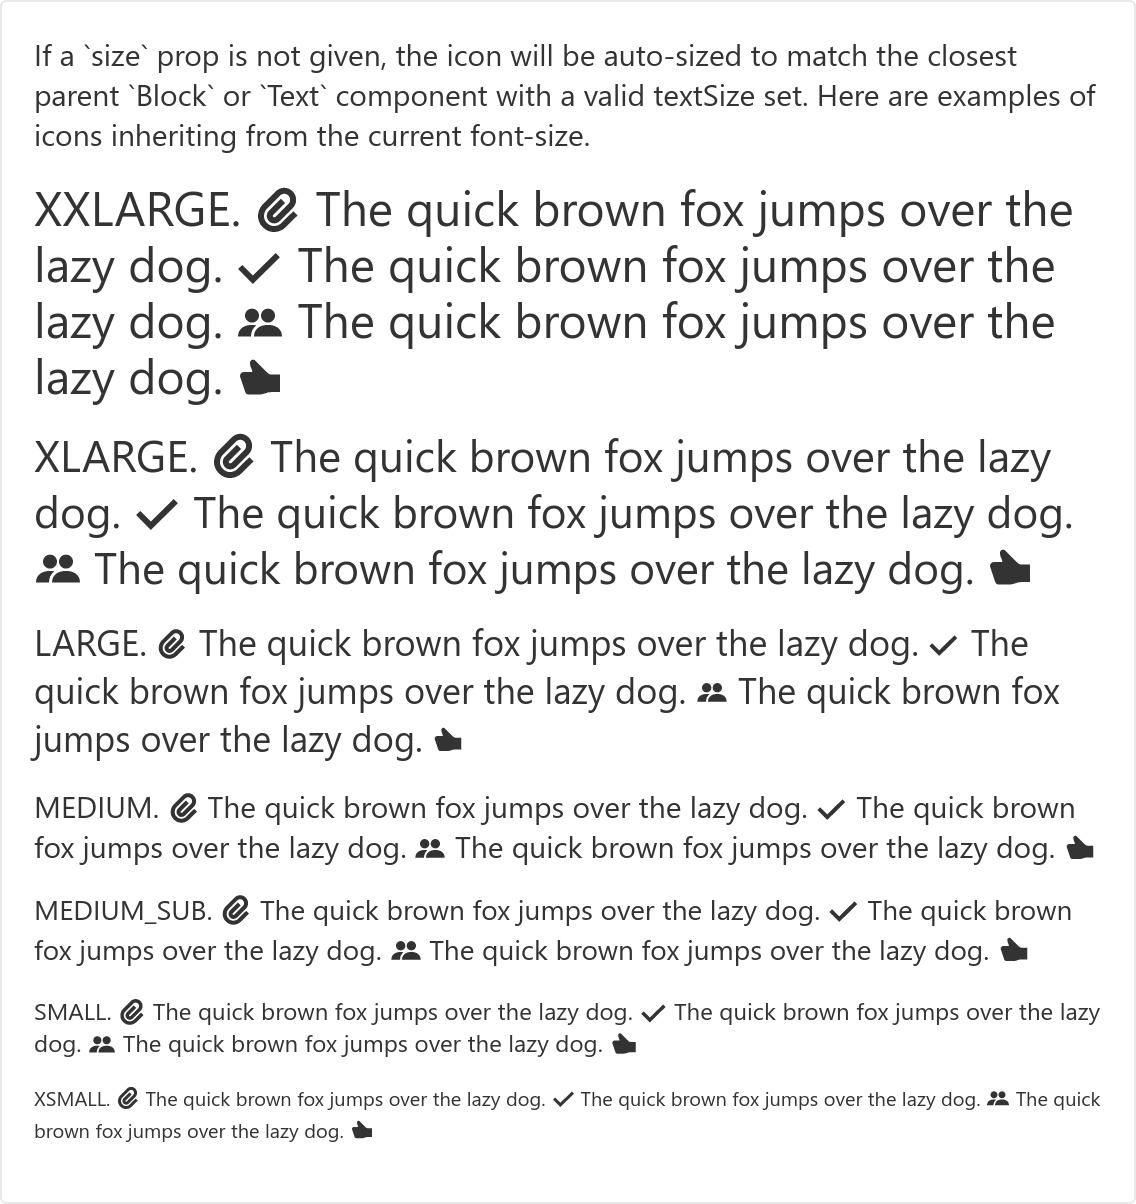 If a `size` prop is not given, the icon will be auto-sized to match the closest
parent `Block` or `Text` component with a valid textSize set. Here are examples of
icons inheriting from the current font-size.
XXLARGE. The quick brown fox jumps over the
lazy dog. The quick brown fox jumps over the
lazy dog. The quick brown fox jumps over the
lazy dog.
XLARGE. The quick brown fox jumps over the lazy
dog. The quick brown fox jumps over the lazy dog.
The quick brown fox jumps over the lazy dog.
LARGE. The quick brown fox jumps over the lazy dog. The
quick brown fox jumps over the lazy dog. The quick brown fox
jumps over the lazy dog.
MEDIUM. The quick brown fox jumps over the lazy dog. The quick brown
fox jumps over the lazy dog. The quick brown fox jumps over the lazy dog.
MEDIUM_SUB. The quick brown fox jumps over the lazy dog. The quick brown
fox jumps over the lazy dog. The quick brown fox jumps over the lazy dog.
SMALL. The quick brown fox jumps over the lazy dog. The quick brown fox jumps over the lazy
dog. The quick brown fox jumps over the lazy dog.
XSMALL. The quick brown fox jumps over the lazy dog. The quick brown fox jumps over the lazy dog. The quick
brown fox jumps over the lazy dog.